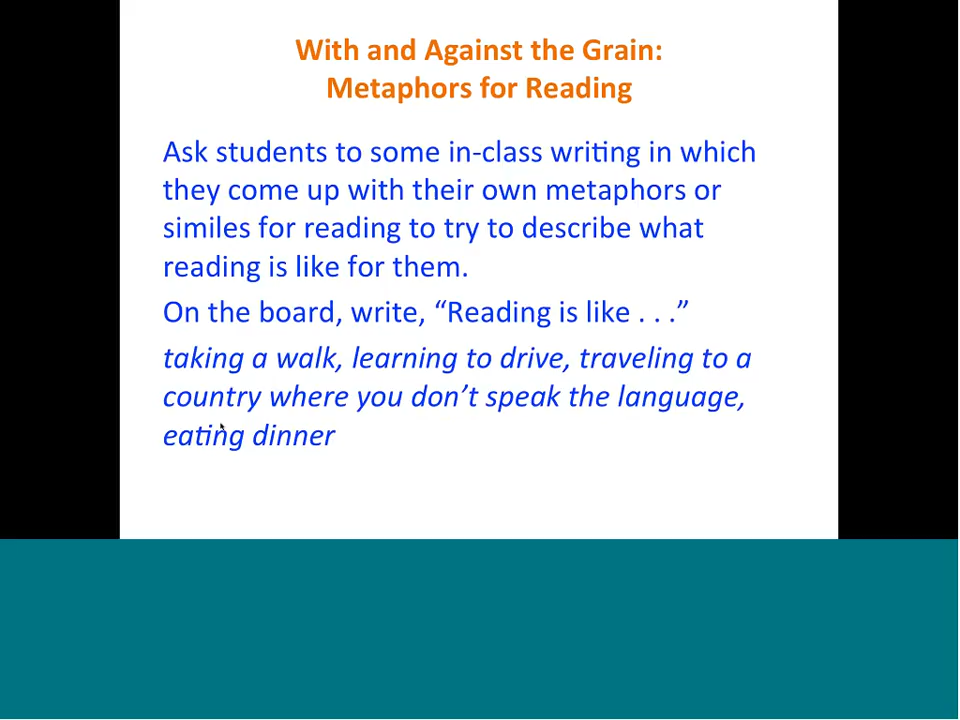 With and Against the Grain:
Metaphors for Reading
Ask students to some in-class writing in which
they come up with their own metaphors or
similes for reading to try to describe what
reading is like for them.
On the board, write, “Reading is like . . .”
taking a walk, learning to drive, traveling to a
country where you don’t speak the language,
eating dinner